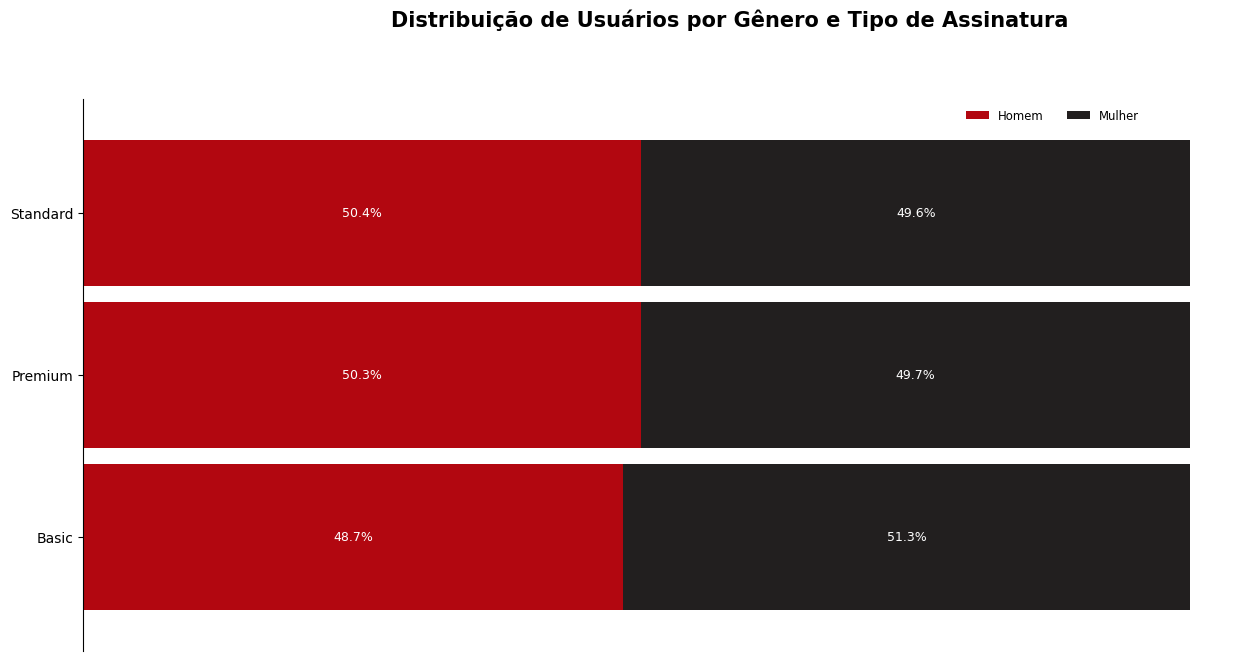 Distribuição de Usuários por Gênero e Tipo de Assinatura
Homem Mulher
Standard 50.4% 49.6%
Premium 50.3% 49.7%
Basic 48.7% 51.3%